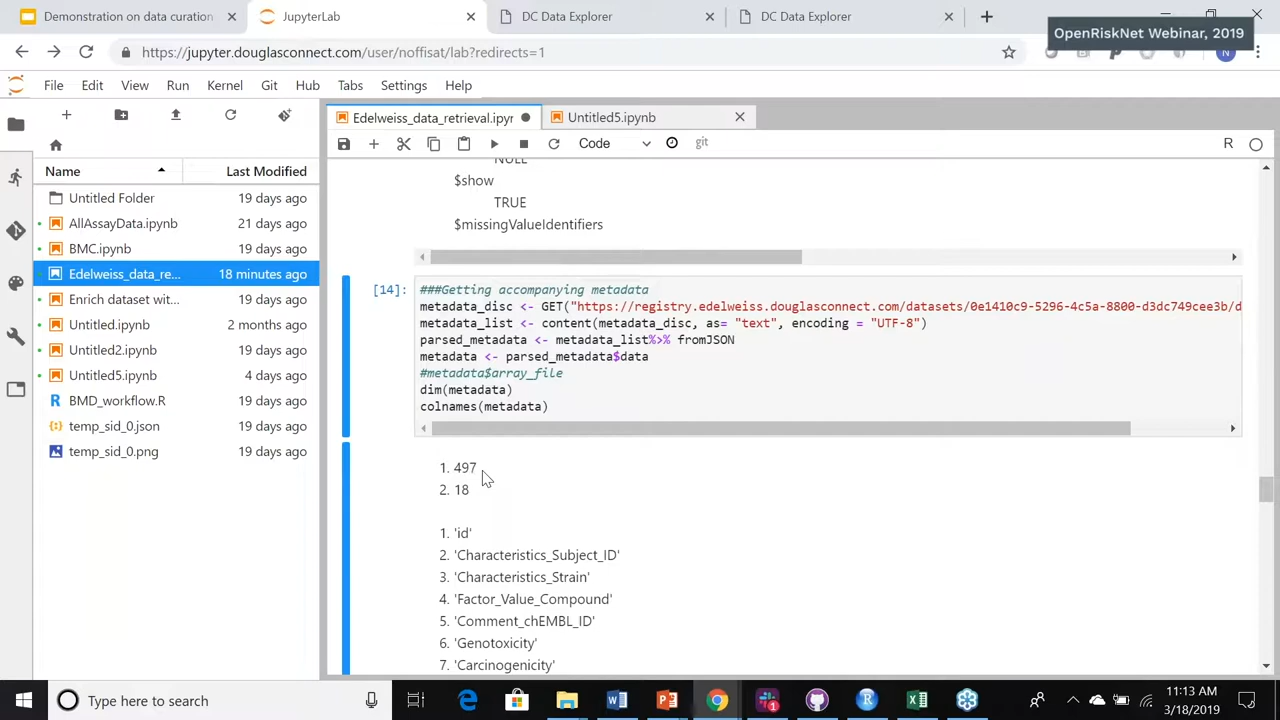 Demonstration on data curation
JupyterLab
DC Data Explorer
DC Data Explorer
OpenRiskNet Webinar, 2019
https://jupyter.douglasconnect.com/user/noffisat/lab?redirects=1
N
File Edit View Run Kernel Git Hub Tabs Settings Help
Edelweiss_data_retrieval.ipyr
Untitled5.ipynb
Code
git
R
Name Last Modified
Untitled Folder 19 days ago
AllAssayData.ipynb 21 days ago
BMC.ipynb 19 days ago
Edelweiss_data_re... 18 minutes ago
Enrich dataset wit... 19 days ago
Untitled.ipynb 2 months ago
Untitled2.ipynb 19 days ago
Untitled5.ipynb 4 days ago
BMD_workflow.R 19 days ago
temp_sid_0.json 19 days ago
temp_sid_0.png 19 days ago
NULL
$show
TRUE
$missingValueIdentifiers
[14]:
###Getting accompanying metadata
metadata_disc <- GET("https://registry.edelweiss.douglasconnect.com/datasets/0e1410c9-5296-4c5a-8800-d3dc749cee3b/d
metadata_list <- content(metadata_disc, as= "text", encoding = "UTF-8")
parsed_metadata <- metadata_list%>% fromJSON
metadata <- parsed_metadata$data
#metadata$array_file
dim(metadata)
colnames(metadata)
1. 497
2. 18
1. 'id'
2. 'Characteristics_Subject_ID'
3. 'Characteristics_Strain'
4. 'Factor_Value_Compound'
5. 'Comment_chEMBL_ID'
6. 'Genotoxicity'
7. 'Carcinogenicity'
Type here to search
11:13 AM
3/18/2019